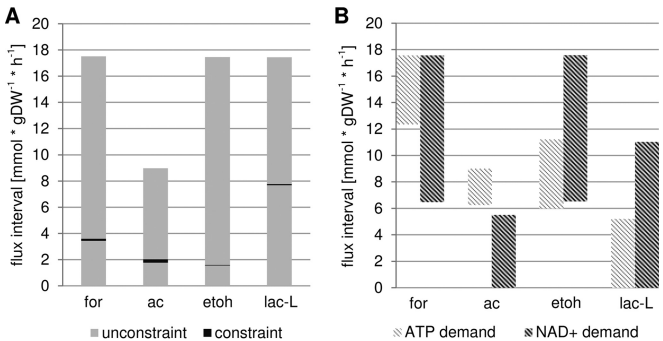 A
flux interval [mmol * gDW⁻¹ * h⁻¹]
20
18
16
14
12
10
8
6
4
2
0
for ac etoh lac-L
unconstraint constraint
B
flux interval [mmol * gDW⁻¹ * h⁻¹]
20
18
16
14
12
10
8
6
4
2
0
for ac etoh lac-L
ATP demand NAD+ demand